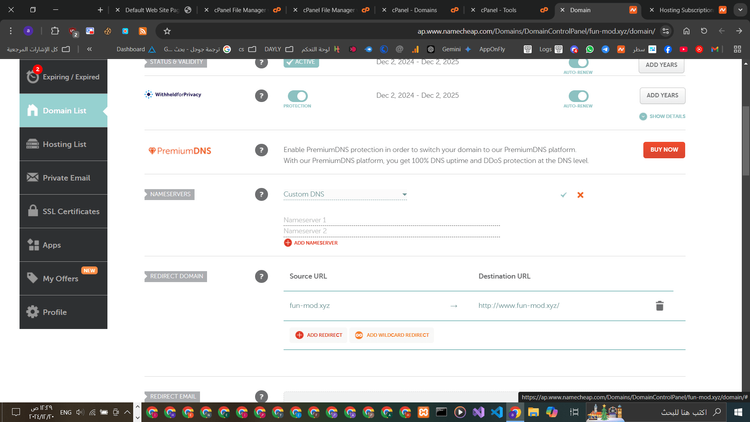 Default Web Site Pag
cPanel File Manager
cPanel File Manager
cPanel - Domains
cPanel - Tools
Domain
Hosting Subscription
ap.www.namecheap.com/Domains/DomainControlPanel/fun-mod.xyz/domain/
كل الإشارات المرجعية
Dashboard
ترجمة جوجل - بحث G...
cs
DAYLY
لوحة التحكم
Gemini
AppOnFly
Logs
سطر
Expiring / Expired
2
Domain List
Hosting List
Private Email
SSL Certificates
Apps
My Offers
NEW
Profile
STATUS & VALIDITY
?
ACTIVE
Dec 2, 2024 - Dec 2, 2025
AUTO-RENEW
ADD YEARS
WithheldforPrivacy
?
PROTECTION
Dec 2, 2024 - Dec 2, 2025
AUTO-RENEW
ADD YEARS
SHOW DETAILS
PremiumDNS
?
Enable PremiumDNS protection in order to switch your domain to our PremiumDNS platform.
With our PremiumDNS platform, you get 100% DNS uptime and DDoS protection at the DNS level.
BUY NOW
NAMESERVERS
?
Custom DNS
Nameserver 1
Nameserver 2
ADD NAMESERVER
REDIRECT DOMAIN
?
Source URL
Destination URL
fun-mod.xyz
→
http://www.fun-mod.xyz/
ADD REDIRECT
ADD WILDCARD REDIRECT
REDIRECT EMAIL
?
https://ap.www.namecheap.com/Domains/DomainControlPanel/fun-mod.xyz/domain/#
١٢:٢٩ ص
٢٠٢٤/١٢/٢٠
ENG
اكتب هنا للبحث